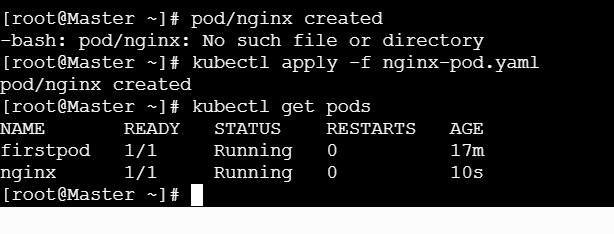 [root@Master ~]# pod/nginx created
-bash: pod/nginx: No such file or directory
[root@Master ~]# kubectl apply -f nginx-pod.yaml
pod/nginx created
[root@Master ~]# kubectl get pods
NAME READY STATUS RESTARTS AGE
firstpod 1/1 Running 0 17m
nginx 1/1 Running 0 10s
[root@Master ~]#